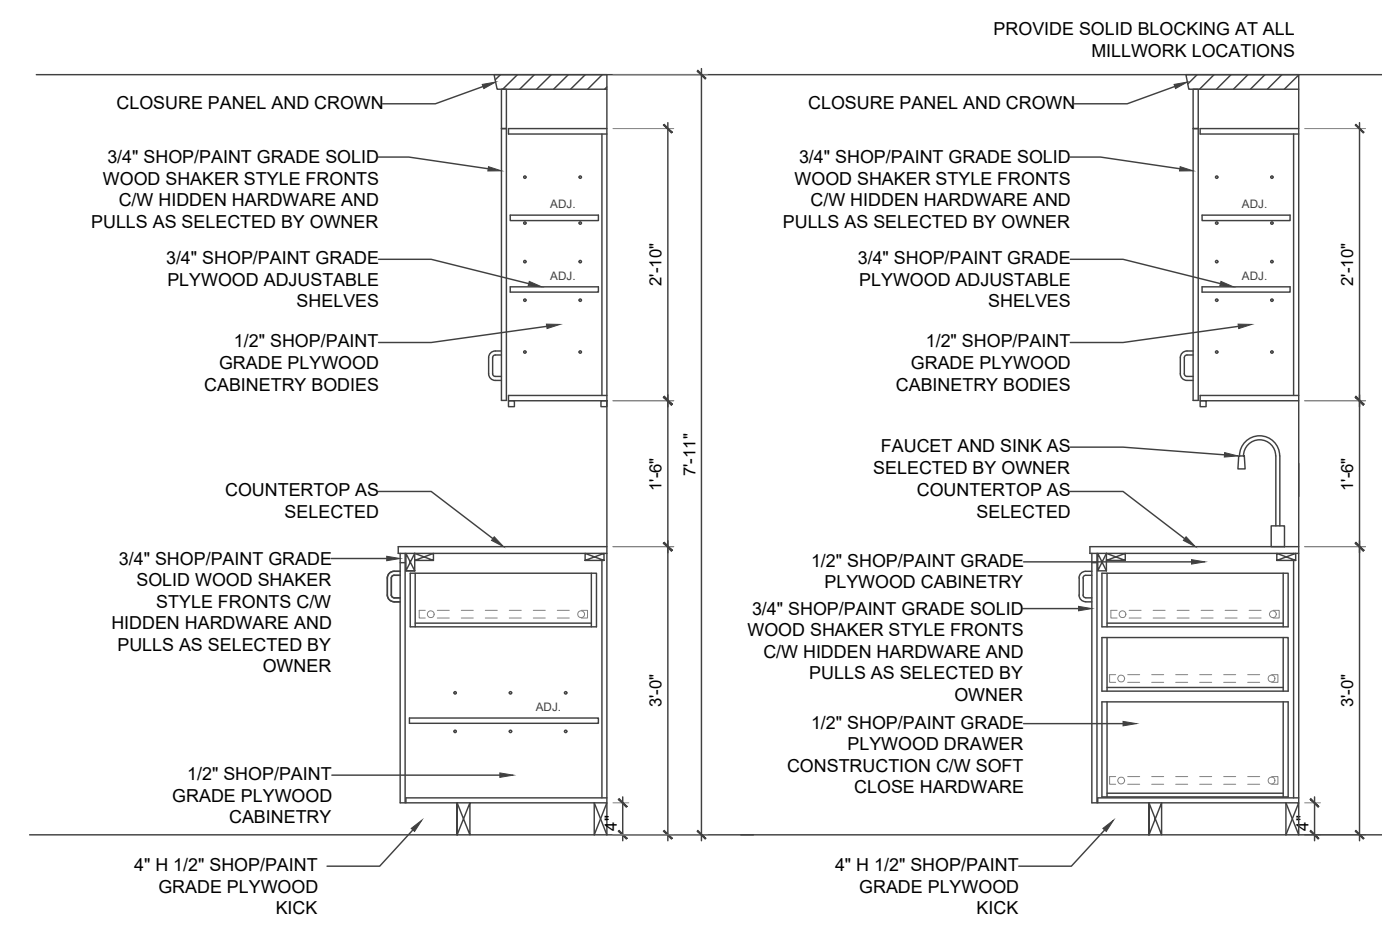 PROVIDE SOLID BLOCKING AT ALL
MILLWORK LOCATIONS
CLOSURE PANEL AND CROWN
3/4" SHOP/PAINT GRADE SOLID
WOOD SHAKER STYLE FRONTS
C/W HIDDEN HARDWARE AND
PULLS AS SELECTED BY OWNER
ADJ.
3/4" SHOP/PAINT GRADE
PLYWOOD ADJUSTABLE
SHELVES
ADJ.
1/2" SHOP/PAINT
GRADE PLYWOOD
CABINETRY BODIES
2'-10"
7'-11"
1'-6"
COUNTERTOP AS
SELECTED
3/4" SHOP/PAINT GRADE
SOLID WOOD SHAKER
STYLE FRONTS C/W
HIDDEN HARDWARE AND
PULLS AS SELECTED BY
OWNER
ADJ.
3'-0"
1/2" SHOP/PAINT
GRADE PLYWOOD
CABINETRY
4"
4" H 1/2" SHOP/PAINT
GRADE PLYWOOD
KICK
CLOSURE PANEL AND CROWN
3/4" SHOP/PAINT GRADE SOLID
WOOD SHAKER STYLE FRONTS
C/W HIDDEN HARDWARE AND
PULLS AS SELECTED BY OWNER
ADJ.
3/4" SHOP/PAINT GRADE
PLYWOOD ADJUSTABLE
SHELVES
ADJ.
1/2" SHOP/PAINT
GRADE PLYWOOD
CABINETRY BODIES
2'-10"
FAUCET AND SINK AS
SELECTED BY OWNER
COUNTERTOP AS
SELECTED
1'-6"
1/2" SHOP/PAINT GRADE
PLYWOOD CABINETRY
3/4" SHOP/PAINT GRADE SOLID
WOOD SHAKER STYLE FRONTS
C/W HIDDEN HARDWARE AND
PULLS AS SELECTED BY
OWNER
1/2" SHOP/PAINT GRADE
PLYWOOD DRAWER
CONSTRUCTION C/W SOFT
CLOSE HARDWARE
3'-0"
4"
4" H 1/2" SHOP/PAINT
GRADE PLYWOOD
KICK